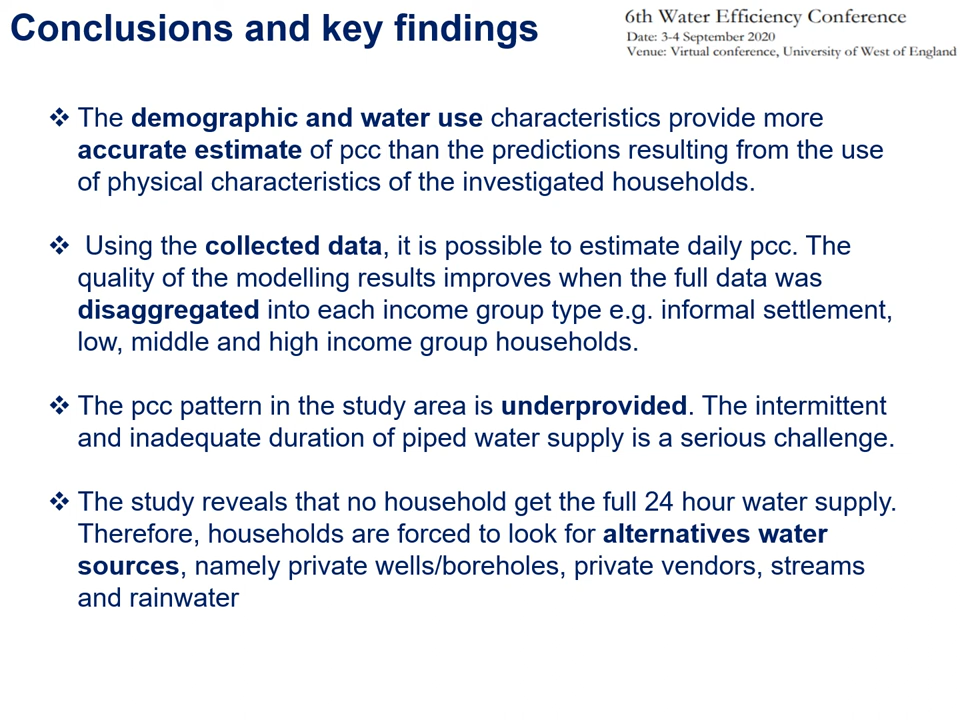 Conclusions and key findings
6th Water Efficiency Conference
Date: 3-4 September 2020
Venue: Virtual conference, University of West of England
❖ The demographic and water use characteristics provide more
accurate estimate of pcc than the predictions resulting from the use
of physical characteristics of the investigated households.
❖ Using the collected data, it is possible to estimate daily pcc. The
quality of the modelling results improves when the full data was
disaggregated into each income group type e.g. informal settlement,
low, middle and high income group households.
❖ The pcc pattern in the study area is underprovided. The intermittent
and inadequate duration of piped water supply is a serious challenge.
❖ The study reveals that no household get the full 24 hour water supply.
Therefore, households are forced to look for alternatives water
sources, namely private wells/boreholes, private vendors, streams
and rainwater